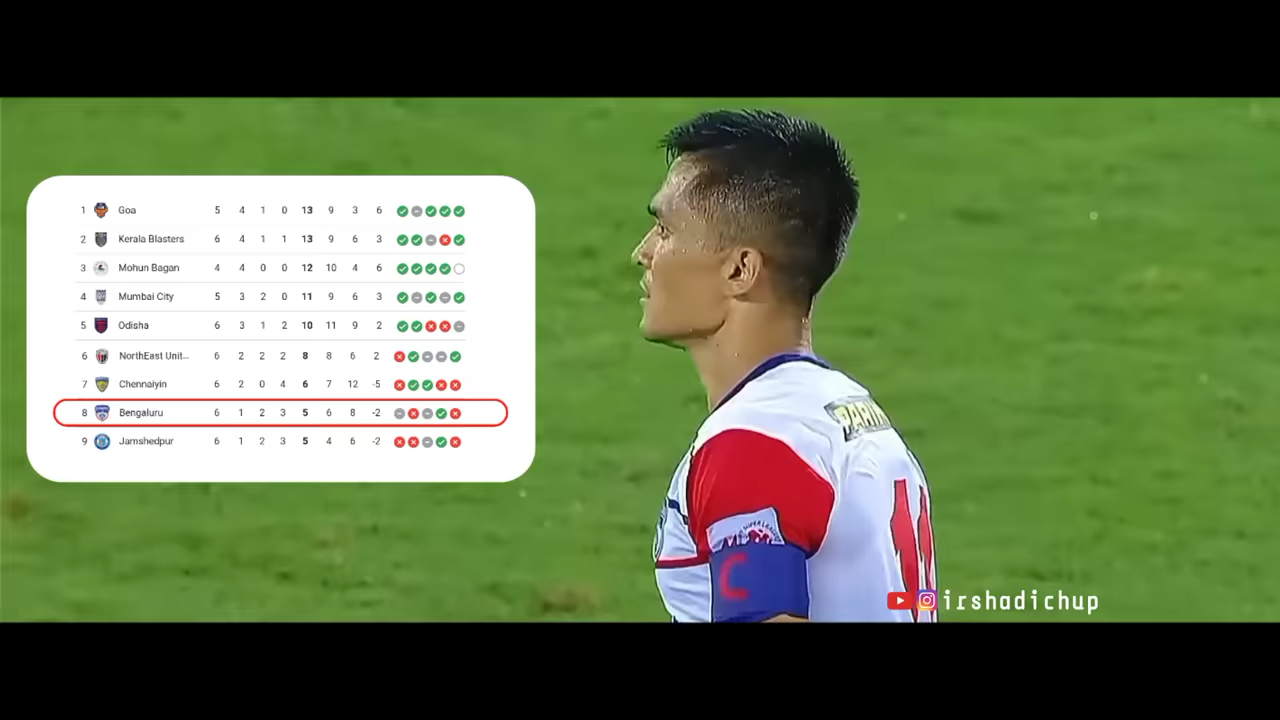 1 Goa 5 4 1 0 13 9 3 6
2 Kerala Blasters 6 4 1 1 13 9 6 3
3 Mohun Bagan 4 4 0 0 12 10 4 6
4 Mumbai City 5 3 2 0 11 9 6 3
5 Odisha 6 3 1 2 10 11 9 2
6 NorthEast Unit... 6 2 2 2 8 8 6 2
7 Chennaiyin 6 2 0 4 6 7 12 -5
8 Bengaluru 6 1 2 3 5 6 8 -2
9 Jamshedpur 6 1 2 3 5 4 6 -2
SUPER LEAGUE
C
11
irshadichup